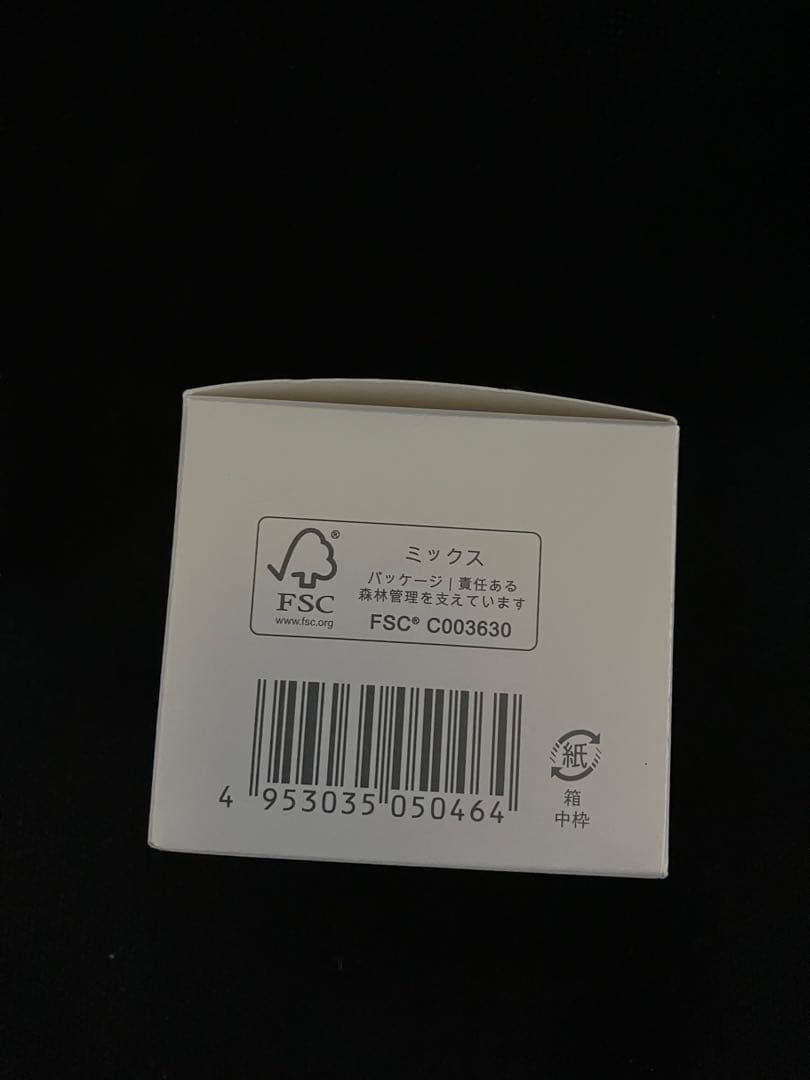 FSC®
www.fsc.org
ミックス
パッケージ | 責任ある
森林管理を支えています
FSC® C003630
4 953035 050464
紙
箱
中枠